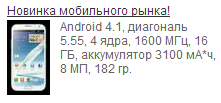 Новинка мобильного рынка!
Android 4.1, диагональ
5.55, 4 ядра, 1600 МГц, 16
ГБ, аккумулятор 3100 мА*ч,
8 МП, 182 гр.